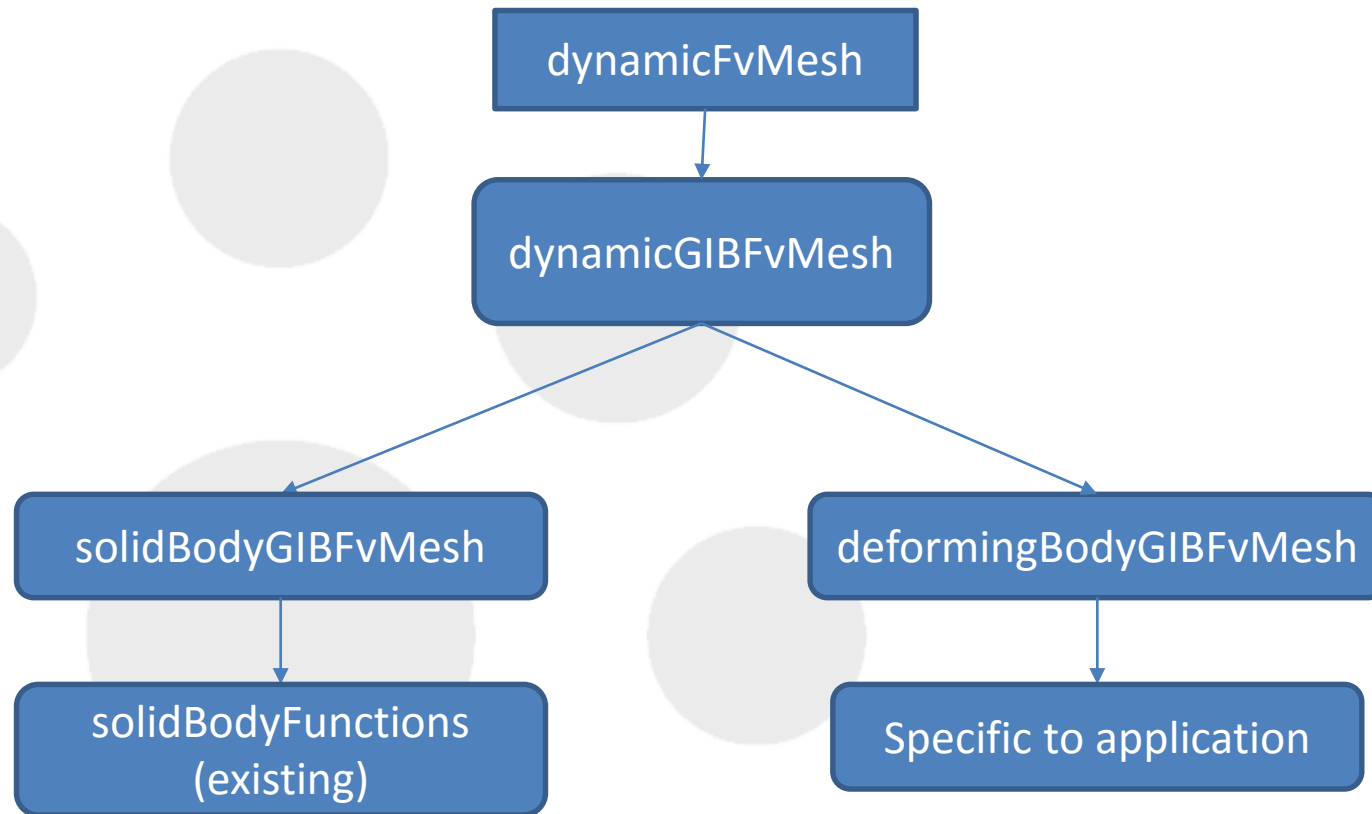 dynamicFvMesh
dynamicGIBFvMesh
solidBodyGIBFvMesh
deformingBodyGIBFvMesh
solidBodyFunctions
(existing)
Specific to application